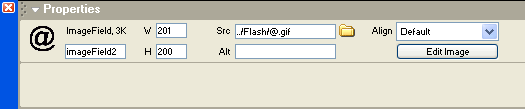 Properties
ImageField, 3K W 201 Src ../Flash/@.gif Align Default
imageField2 H 200 Alt Edit Image
@